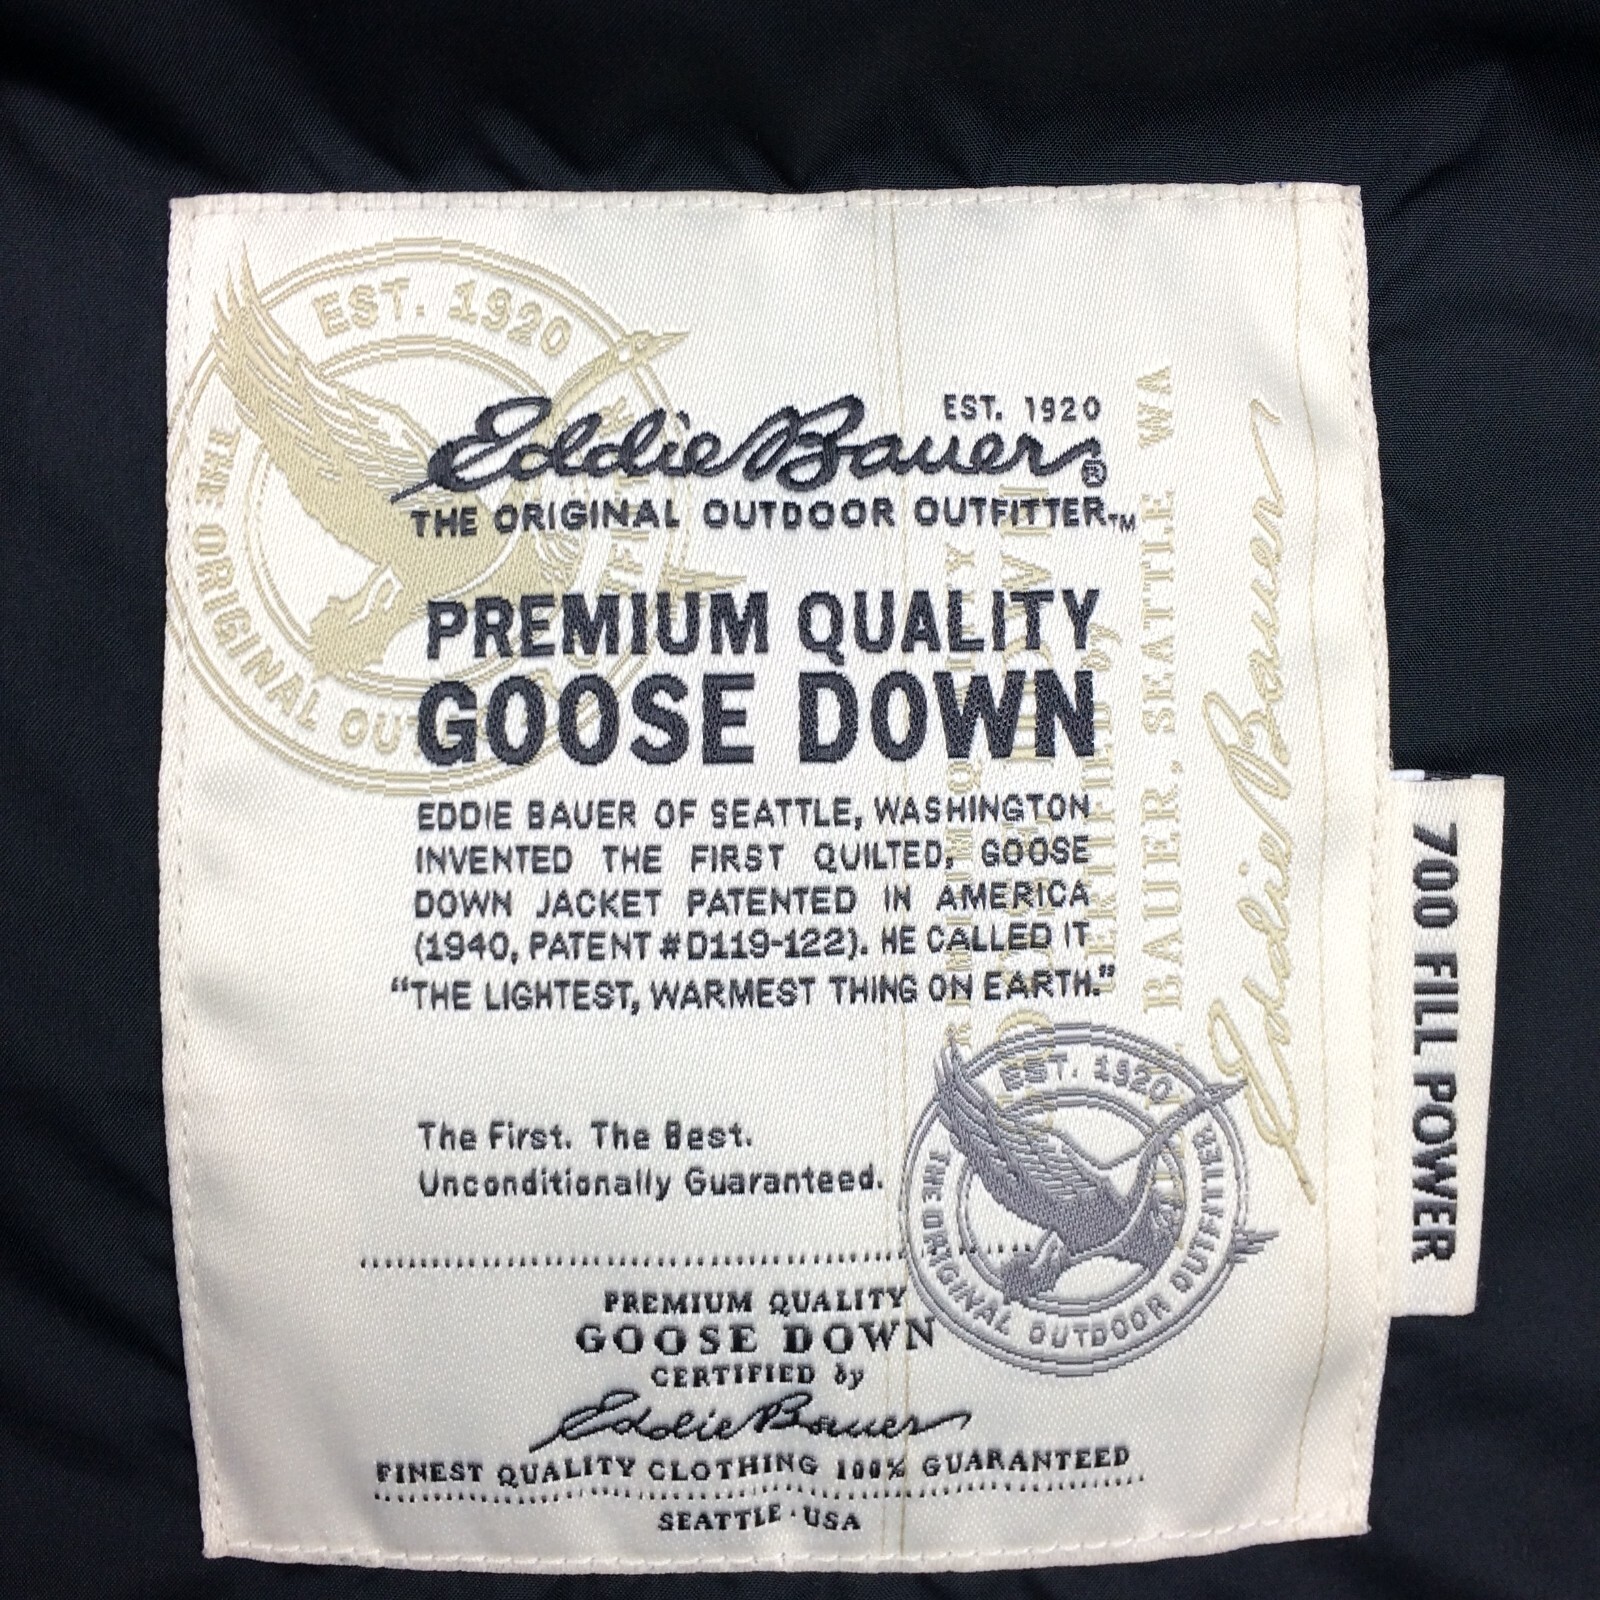 EST. 1920
THE ORIGINAL OU
EST. 1920
Eddie Bauer®
THE ORIGINAL OUTDOOR OUTFITTER™
PREMIUM QUALITY
GOOSE DOWN
EDDIE BAUER OF SEATTLE, WASHINGTON
INVENTED THE FIRST QUILTED, GOOSE
DOWN JACKET PATENTED IN AMERICA
(1940, PATENT #D119-122). HE CALLED IT
“THE LIGHTEST, WARMEST THING ON EARTH.”
The First. The Best.
Unconditionally Guaranteed.
EST. 1920
THE ORIGINAL OUTDOOR OUTFITTER
PREMIUM QUALITY
GOOSE DOWN
CERTIFIED by
Eddie Bauer
FINEST QUALITY CLOTHING 100% GUARANTEED
SEATTLE · USA
CERTIFIED by
BAUER, SEATTLE WA
Eddie Bauer
700 FILL POWER